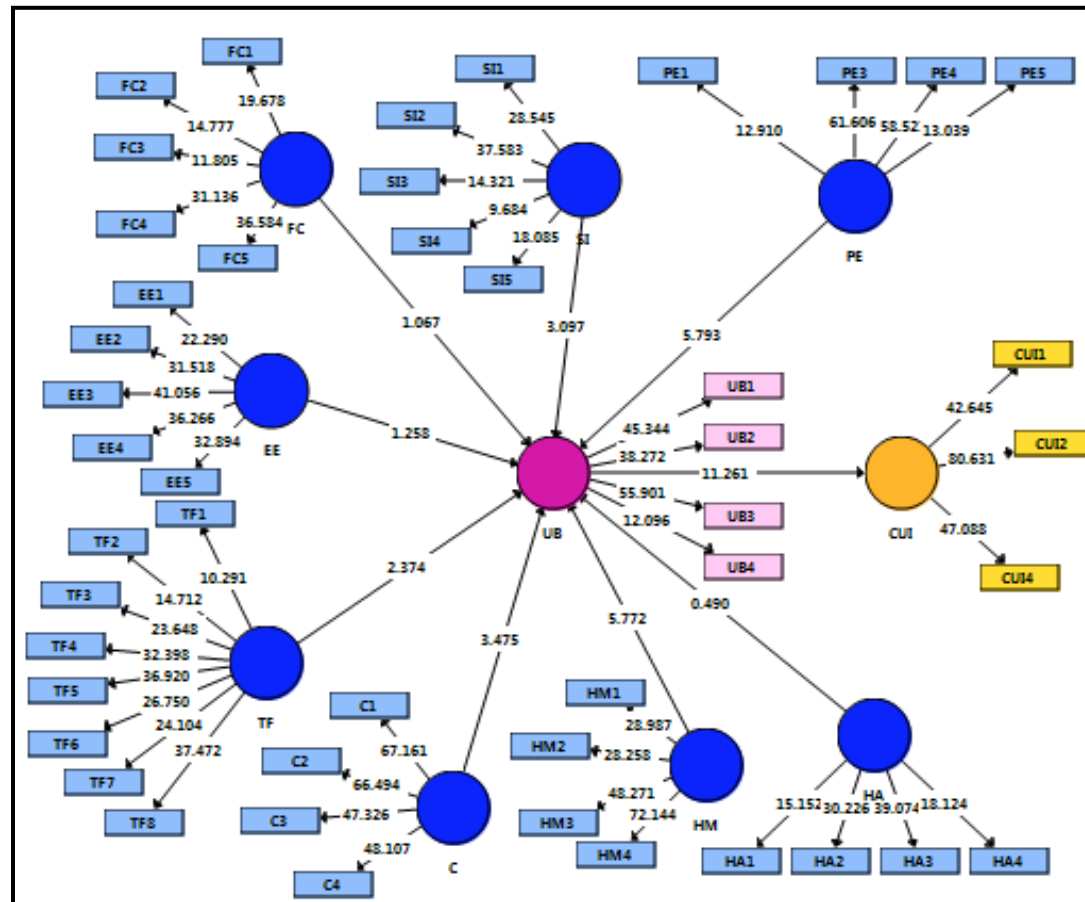 FC1
FC2
19.678
14.777
FC3
11.805
31.136
FC4
36.584
FC
FC5
SI1
28.545
SI2
37.583
SI3
14.321
9.684
SI4
18.085
SI
SI5
PE1
PE3
PE4
PE5
12.910
61.606
58.52
13.039
PE
1.067
3.097
5.793
EE1
22.290
EE2
31.518
EE3
41.056
36.266
EE4
32.894
EE
EE5
1.258
UB1
45.344
UB2
38.272
11.261
55.901
UB3
12.096
UB4
UB
CUI1
42.645
CUI2
80.631
CUI
47.088
CUI4
TF1
TF2
10.291
14.712
TF3
23.648
TF4
32.398
36.920
TF5
26.750
TF6
24.104
TF
37.472
TF7
TF8
2.374
3.475
5.772
0.490
C1
67.161
C2
66.494
C3
47.326
48.107
C
C4
HM1
28.987
HM2
28.258
48.271
HM3
72.144
HM
HM4
HA
15.152
30.226
39.074
18.124
HA1
HA2
HA3
HA4